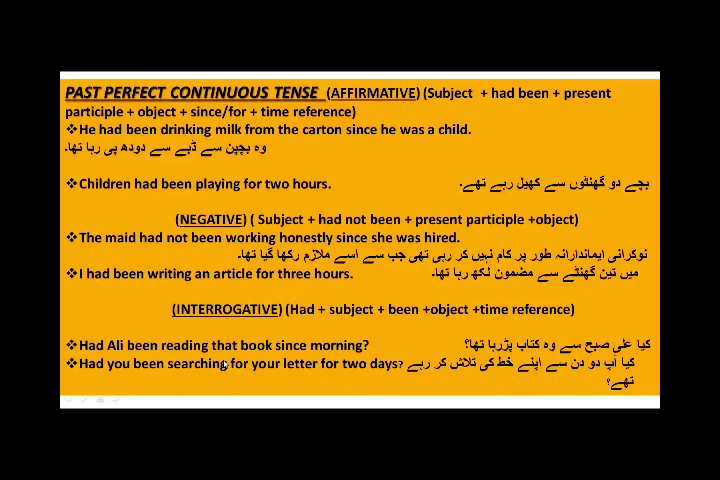 PAST PERFECT CONTINUOUS TENSE (AFFIRMATIVE) (Subject + had been + present
participle + object + since/for + time reference)
❖He had been drinking milk from the carton since he was a child.
وہ بچپن سے ڈبے سے دودھ پی رہا تھا۔
❖Children had been playing for two hours. بچے دو گھنٹوں سے کھیل رہے تھے۔
(NEGATIVE) ( Subject + had not been + present participle +object)
❖The maid had not been working honestly since she was hired.
نوکرانی ایماندارانہ طور پر کام نہیں کر رہی تھی جب سے اسے ملازم رکھا گیا تھا۔
❖I had been writing an article for three hours. میں تین گھنٹے سے مضمون لکھ رہا تھا۔
(INTERROGATIVE) (Had + subject + been +object +time reference)
❖Had Ali been reading that book since morning? کیا علی صبح سے وہ کتاب پڑرہا تھا؟
❖Had you been searching for your letter for two days? کیا آپ دو دن سے اپنے خط کی تلاش کر رہے
تھے؟